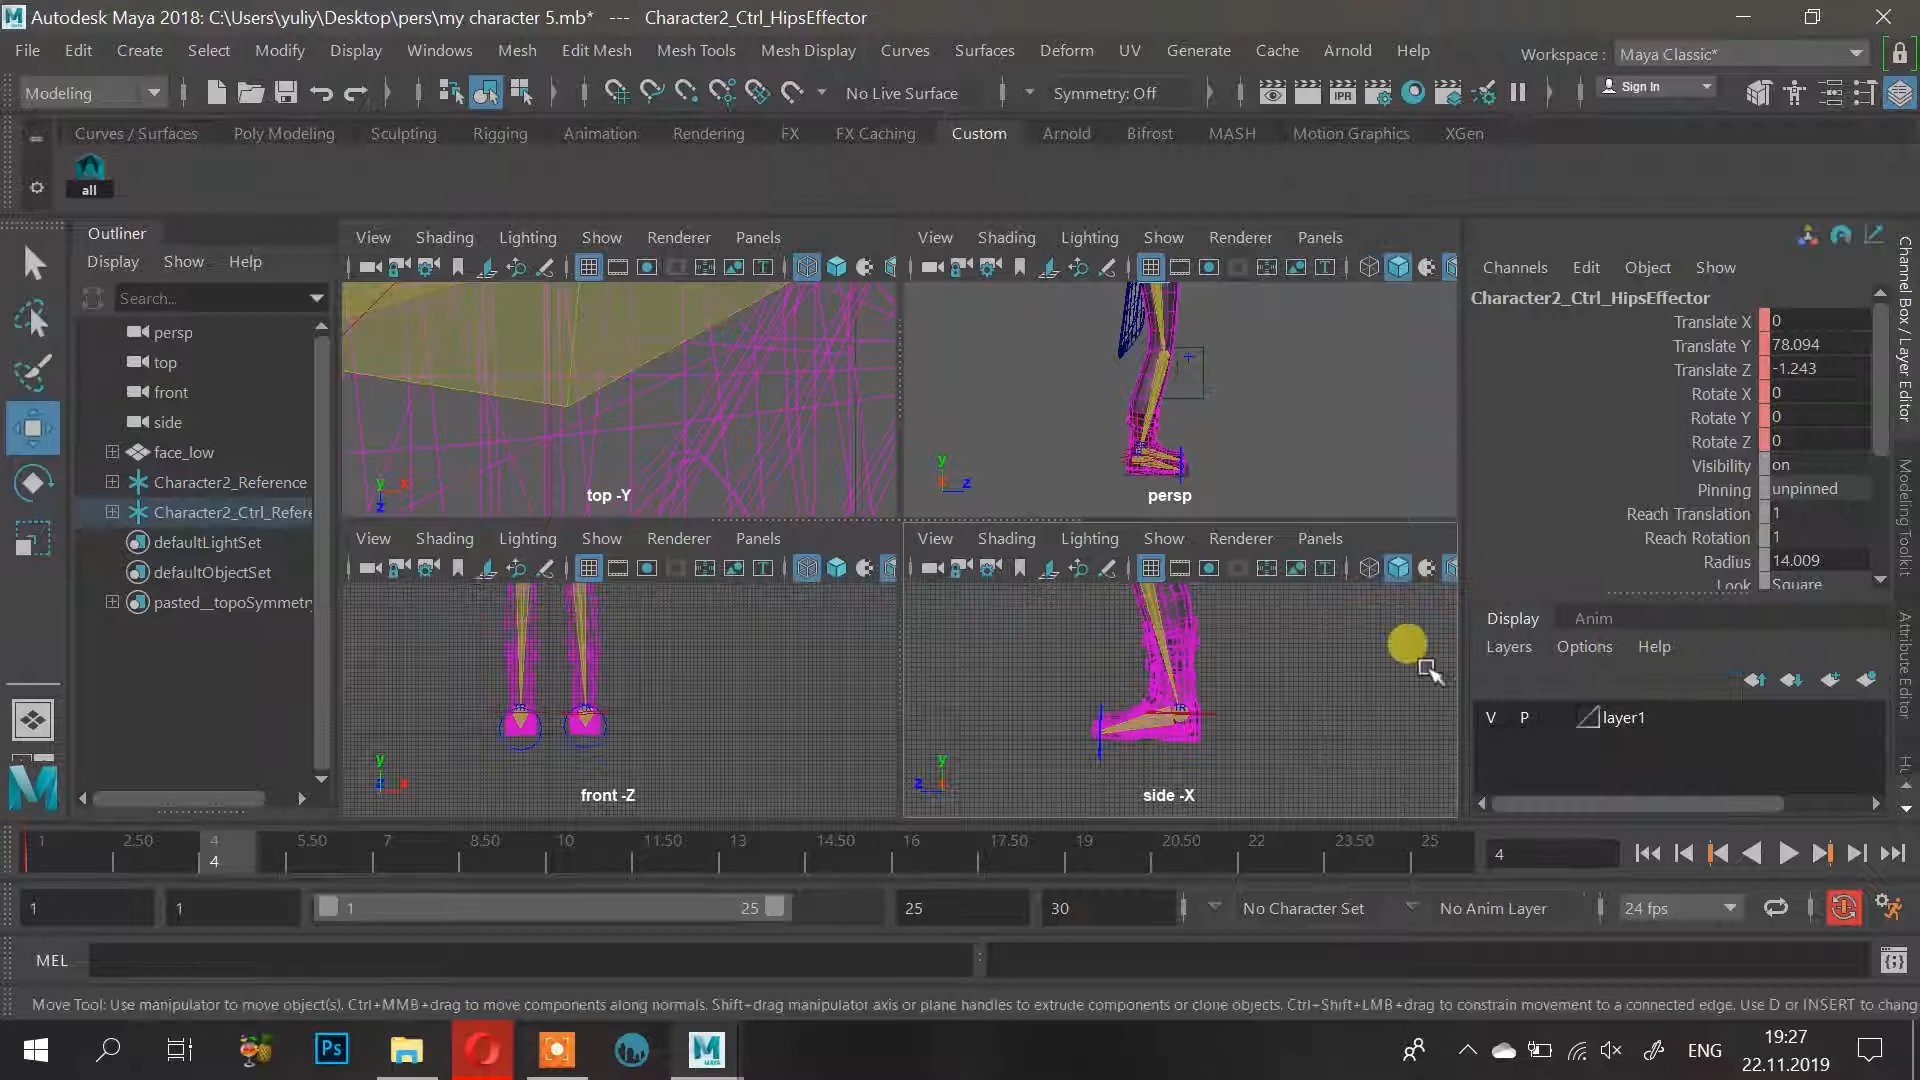 Autodesk Maya 2018: C:\Users\yuliy\Desktop\pers\my character 5.mb*   ---   Character2_Ctrl_HipsEffector
File Edit Create Select Modify Display Windows Mesh Edit Mesh Mesh Tools Mesh Display Curves Surfaces Deform UV Generate Cache Arnold Help Workspace : Maya Classic*
Modeling No Live Surface Symmetry: Off IPR Sign In
Curves / Surfaces Poly Modeling Sculpting Rigging Animation Rendering FX FX Caching Custom Arnold Bifrost MASH Motion Graphics XGen
all
Outliner
Display Show Help
Search...
persp
top
front
side
face_low
Character2_Reference
Character2_Ctrl_Refere
defaultLightSet
defaultObjectSet
pasted__topoSymmetry
View Shading Lighting Show Renderer Panels
top -Y
View Shading Lighting Show Renderer Panels
persp
View Shading Lighting Show Renderer Panels
front -Z
View Shading Lighting Show Renderer Panels
side -X
Channels Edit Object Show
Character2_Ctrl_HipsEffector
Translate X 0
Translate Y 78.094
Translate Z -1.243
Rotate X 0
Rotate Y 0
Rotate Z 0
Visibility on
Pinning unpinned
Reach Translation 1
Reach Rotation 1
Radius 14.009
Look Square
Display Anim
Layers Options Help
V P layer1
Channel Box / Layer Editor
Modeling Toolkit
Attribute Editor
1 2.50 4 5.50 7 8.50 10 11.50 13 14.50 16 17.50 19 20.50 22 23.50 25
4
4
1 1 1 25 25 30 No Character Set No Anim Layer 24 fps
MEL
Move Tool: Use manipulator to move object(s). Ctrl+MMB+drag to move components along normals. Shift+drag manipulator axis or plane handles to extrude components or clone objects. Ctrl+Shift+LMB+drag to constrain movement to a connected edge. Use D or INSERT to chang
Ps
ENG
19:27
22.11.2019